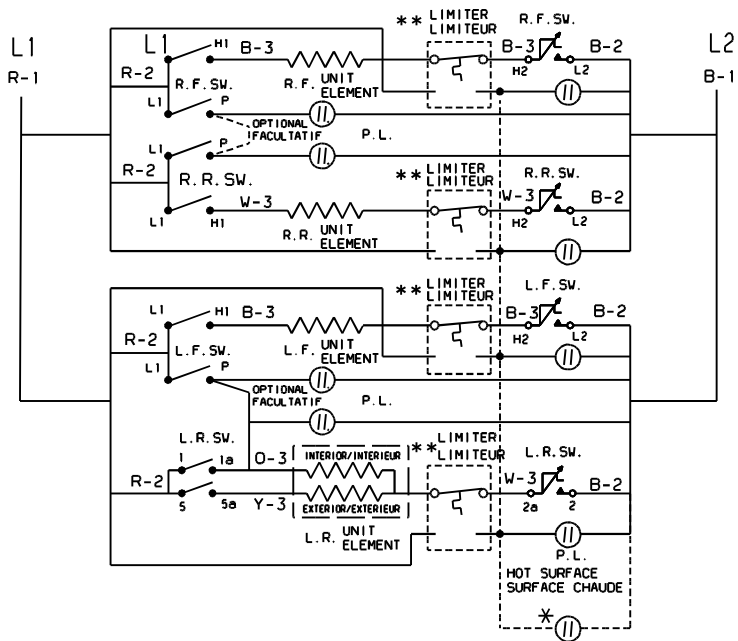 L1
R-1
L1
H1
B-3
R-2
R.F.SW.
L1
P
R.F. UNIT
ELEMENT
** LIMITER
LIMITEUR
R.F.SW.
B-3
B-2
H2
L2
L2
B-1
OPTIONAL
FACULTATIF
P.L.
L1
P
R-2
R.R.SW.
L1
H1
W-3
R.R. UNIT
ELEMENT
** LIMITER
LIMITEUR
R.R.SW.
W-3
B-2
H2
L2
L1
H1
B-3
R-2
L.F.SW.
L1
P
L.F. UNIT
ELEMENT
** LIMITER
LIMITEUR
L.F.SW.
B-3
B-2
H2
L2
OPTIONAL
FACULTATIF
P.L.
L.R.SW.
1
1a
O-3
R-2
5
5a
Y-3
INTERIOR/INTERIEUR
EXTERIOR/EXTERIEUR
L.R. UNIT
ELEMENT
** LIMITER
LIMITEUR
L.R.SW.
W-3
B-2
2a
2
P.L.
HOT SURFACE
SURFACE CHAUDE
*